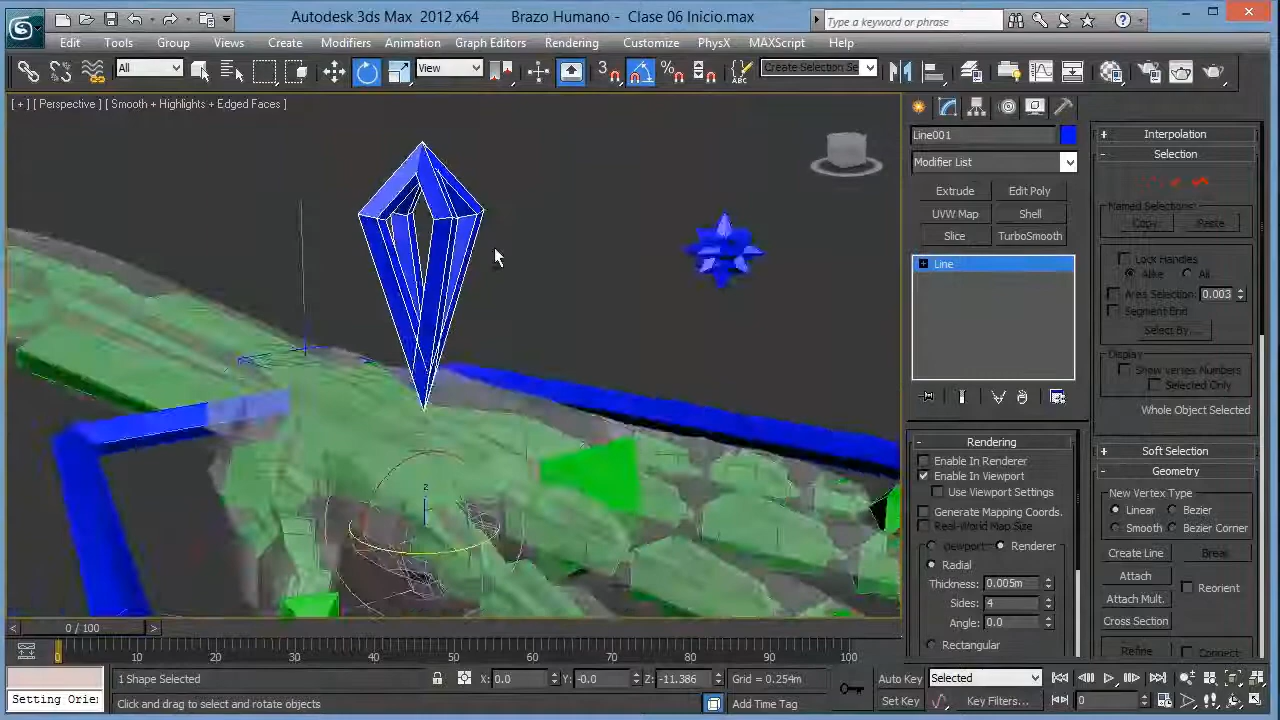 Autodesk 3ds Max 2012 x64 Brazo Humano - Clase 06 Inicio.max
Type a keyword or phrase
Edit Tools Group Views Create Modifiers Animation Graph Editors Rendering Customize PhysX MAXScript Help
All View Create Selection Se
[ + ] [ Perspective ] [ Smooth + Highlights + Edged Faces ]
z
Line001
Modifier List
Extrude Edit Poly
UVW Map Shell
Slice TurboSmooth
Line
Rendering
Enable In Renderer
Enable In Viewport
Use Viewport Settings
Generate Mapping Coords.
Real-World Map Size
Viewport Renderer
Radial
Thickness: 0.005m
Sides: 4
Angle: 0.0
Rectangular
Interpolation
Selection
Named Selections:
Copy Paste
Lock Handles
Alike All
Area Selection: 0.003
Segment End
Select By...
Display
Show Vertex Numbers
Selected Only
Whole Object Selected
Soft Selection
Geometry
New Vertex Type
Linear Bezier
Smooth Bezier Corner
Create Line Break
Attach
Attach Mult. Reorient
Cross Section
Refine Connect
0 / 100
0 10 20 30 40 50 60 70 80 90 100
1 Shape Selected X: 0.0 Y: -0.0 Z: -11.386 Grid = 0.254m Auto Key Selected
Setting Orie Click and drag to select and rotate objects. Add Time Tag Set Key Key Filters... 0